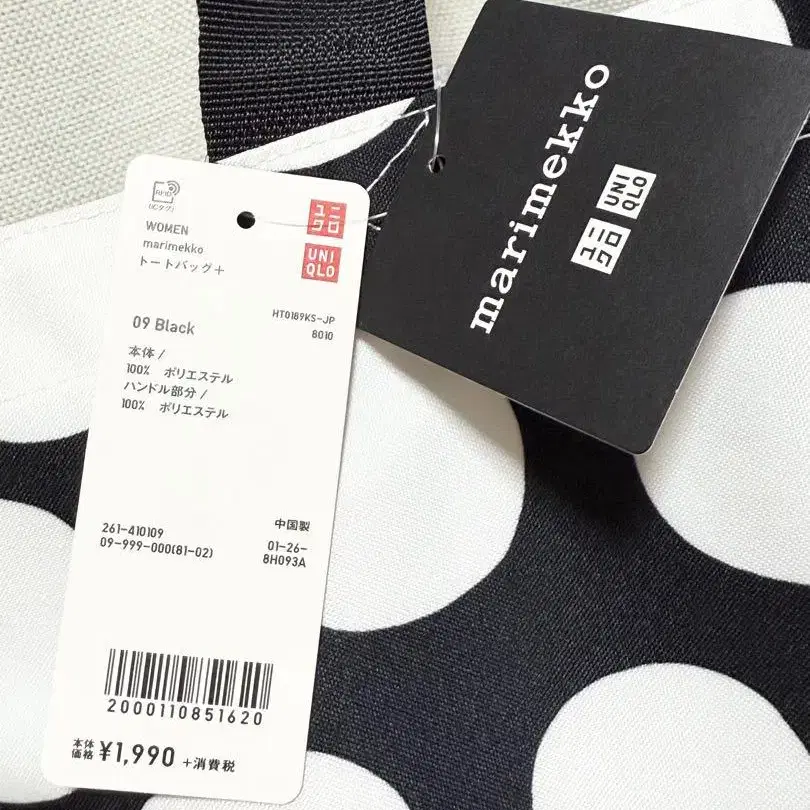 RFID
(ICタグ)
WOMEN
marimekko
トートバッグ+
ユニ
クロ
UNI
QLO
09 Black
HT0189KS-JP
8010
本体 /
100% ポリエステル
ハンドル部分 /
100% ポリエステル
中国製
261-410109
09-999-000(81-02)
01-26-
8H093A
2000110851620
本体
価格 ¥1,990 +消費税
marimekko
ユニ
クロ
UNI
QLO